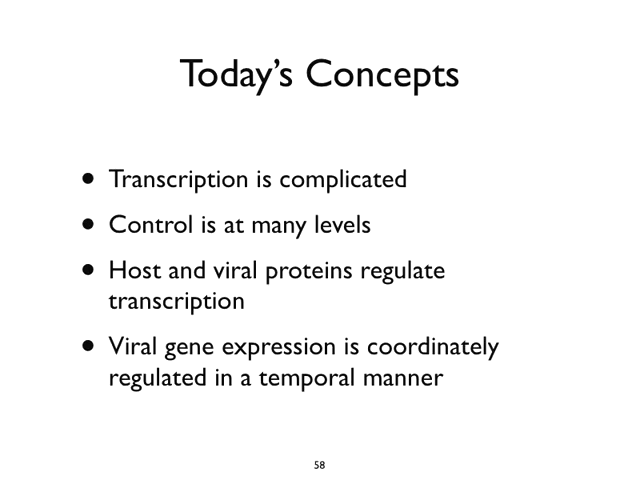 Today's Concepts
• Transcription is complicated
• Control is at many levels
• Host and viral proteins regulate
transcription
• Viral gene expression is coordinately
regulated in a temporal manner
58